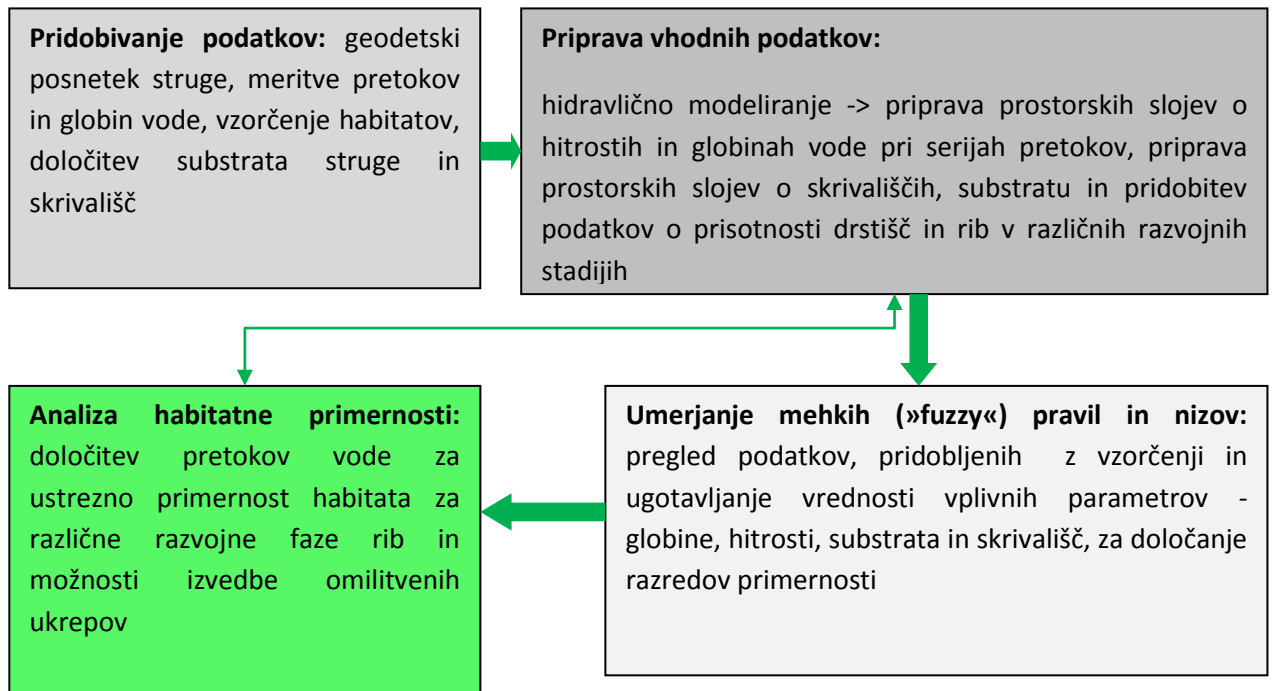 Pridobivanje podatkov: geodetski
posnetek struge, meritve pretokov
in globin vode, vzorčenje habitatov,
določitev substrata struge in
skrivališč
Priprava vhodnih podatkov:
hidravlično modeliranje -> priprava prostorskih slojev o
hitrostih in globinah vode pri serijah pretokov, priprava
prostorskih slojev o skrivališčih, substratu in pridobitev
podatkov o prisotnosti drstišč in rib v različnih razvojnih
stadijih
Analiza habitatne primernosti:
določitev pretokov vode za
ustrezno primernost habitata za
različne razvojne faze rib in
možnosti izvedbe omilitvenih
ukrepov
Umerjanje mehkih (»fuzzy«) pravil in nizov:
pregled podatkov, pridobljenih z vzorčenji in
ugotavljanje vrednosti vplivnih parametrov -
globine, hitrosti, substrata in skrivališč, za določanje
razredov primernosti